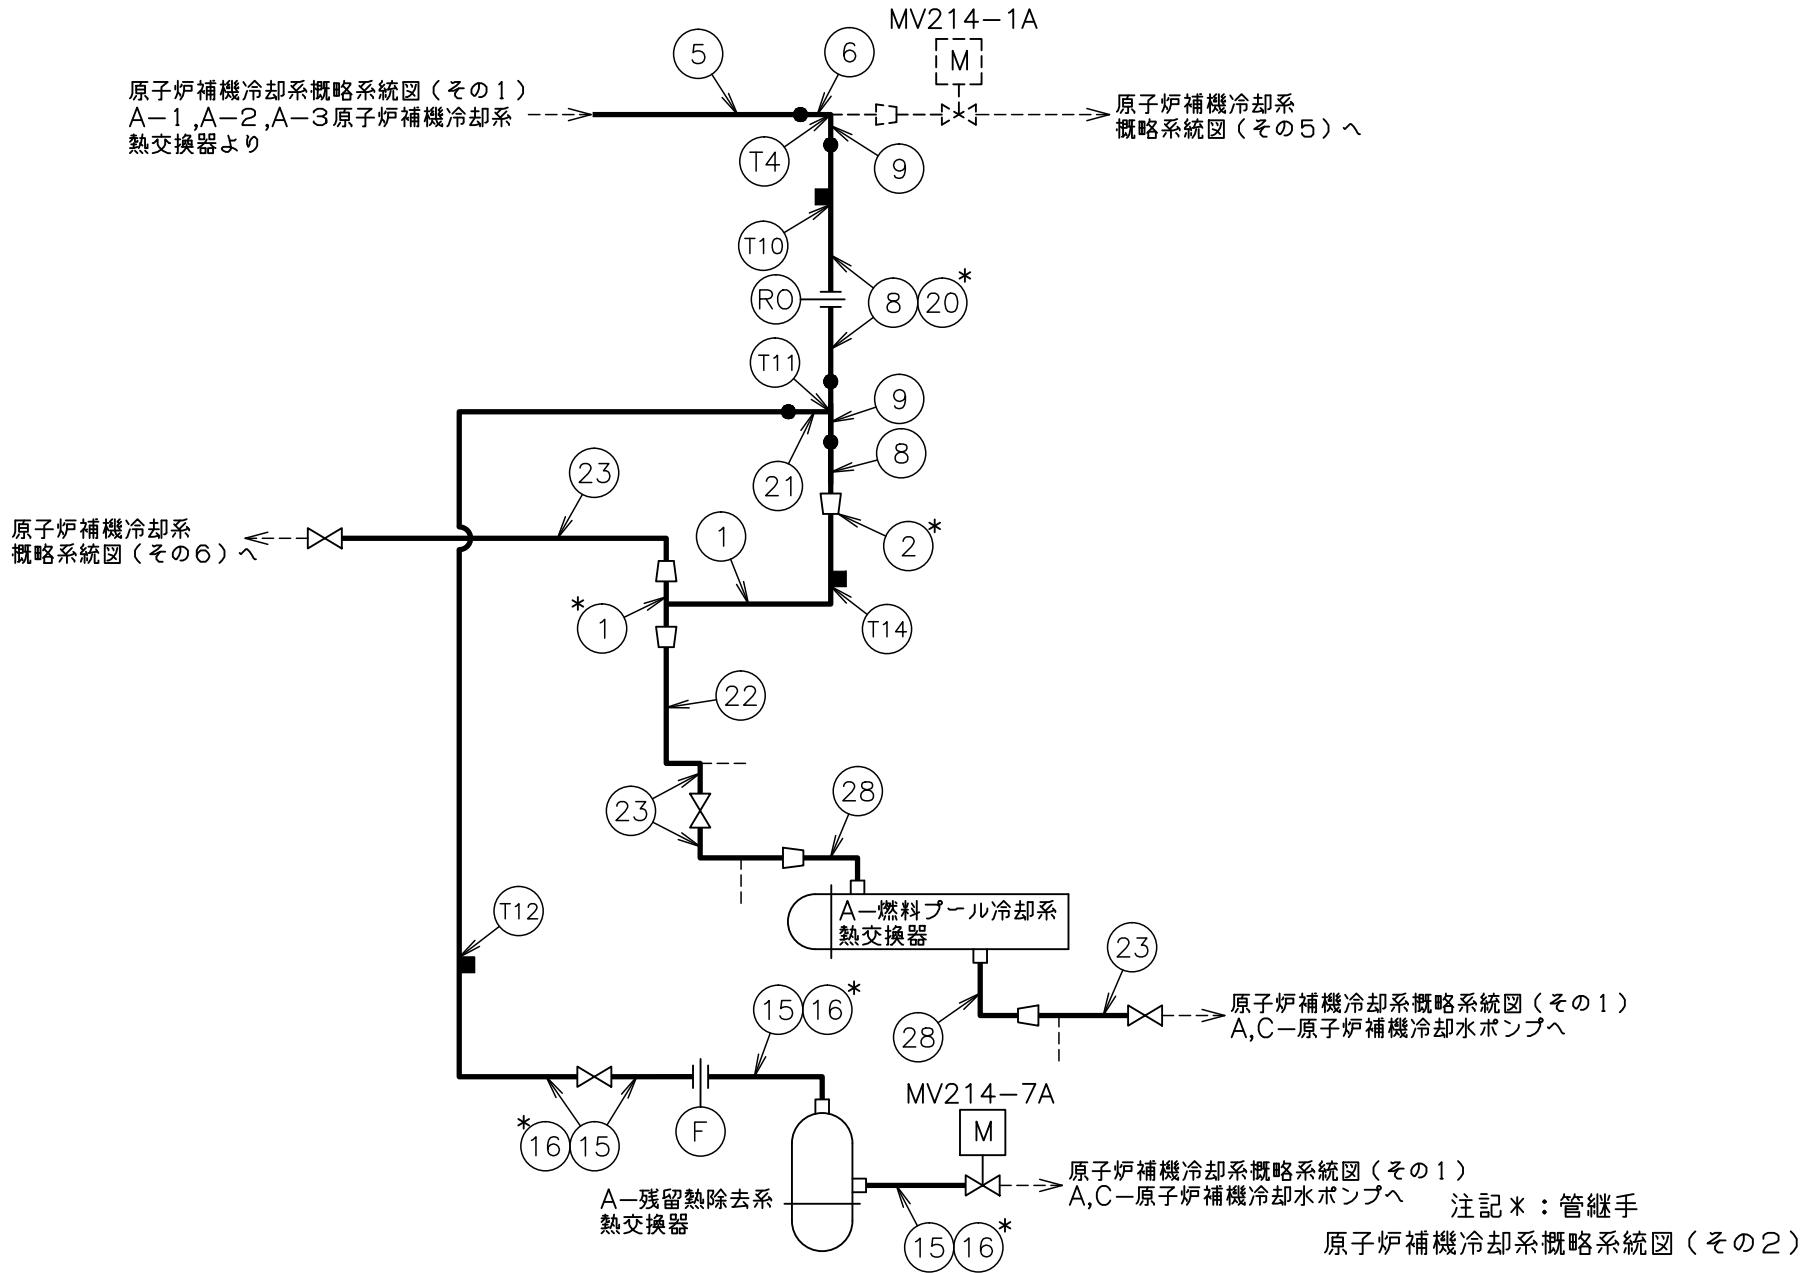 MV214-1A
M
5
6
原子炉補機冷却系概略系統図（その１）
A-1,A-2,A-3原子炉補機冷却系
熱交換器より
原子炉補機冷却系
概略系統図（その５）へ
T4
9
T10
RO
8 20*
T11
9
8
21
23
原子炉補機冷却系
概略系統図（その６）へ
1
2*
*1
T14
22
23
28
A-燃料プール冷却系
熱交換器
T12
23
15 16*
28
原子炉補機冷却系概略系統図（その１）
A,C-原子炉補機冷却水ポンプへ
MV214-7A
M
*16 15
F
原子炉補機冷却系概略系統図（その１）
A,C-原子炉補機冷却水ポンプへ
A-残留熱除去系
熱交換器
15 16*
注記＊：管継手
原子炉補機冷却系概略系統図（その２）